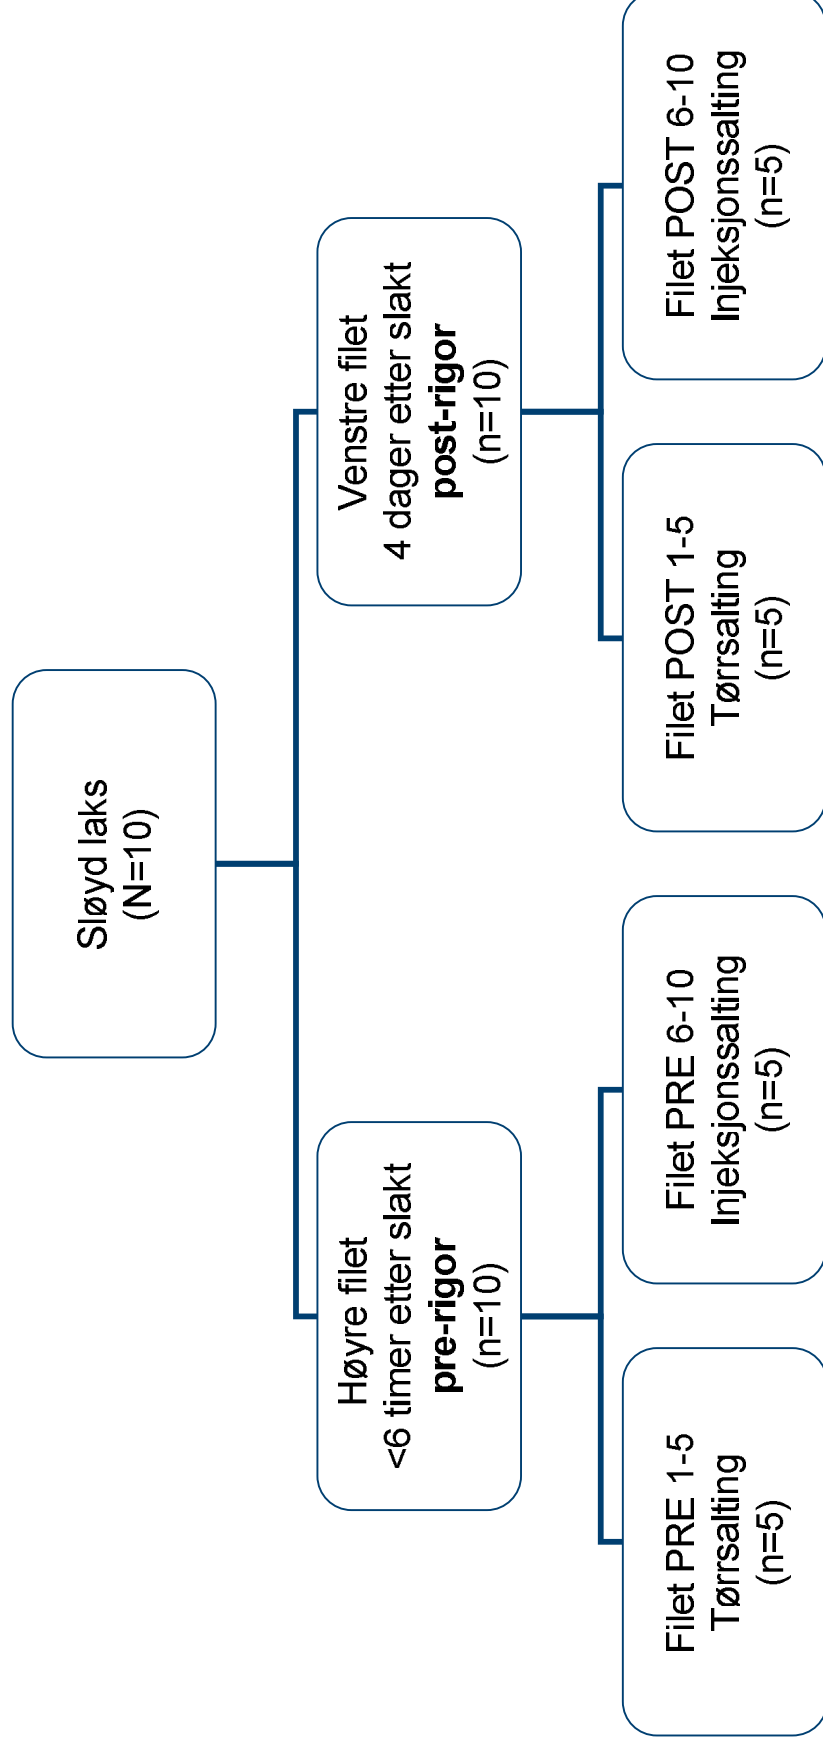 Sløyd laks
(N=10)
Høyre filet
<6 timer etter slakt
pre-rigor
(n=10)
Venstre filet
4 dager etter slakt
post-rigor
(n=10)
Filet PRE 1-5
Tørrsalting
(n=5)
Filet PRE 6-10
Injeksjonssalting
(n=5)
Filet POST 1-5
Tørrsalting
(n=5)
Filet POST 6-10
Injeksjonssalting
(n=5)